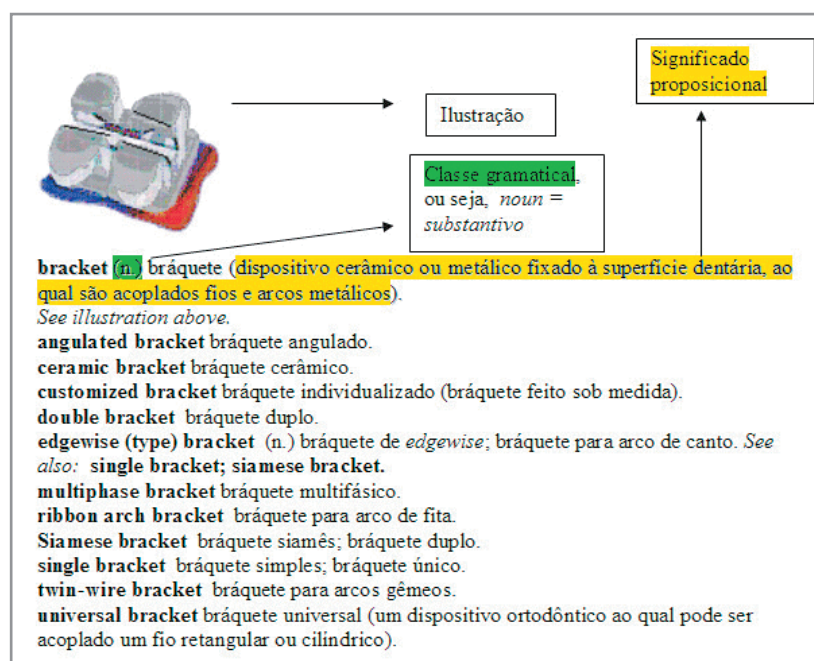 Significado
proposicional
Ilustração
Classe gramatical,
ou seja, noun =
substantivo
bracket (n.) bráquete (dispositivo cerâmico ou metálico fixado à superfície dentária, ao
qual são acoplados fios e arcos metálicos).
See illustration above.
angulated bracket bráquete angulado.
ceramic bracket bráquete cerâmico.
customized bracket bráquete individualizado (bráquete feito sob medida).
double bracket bráquete duplo.
edgewise (type) bracket (n.) bráquete de edgewise; bráquete para arco de canto. See
also: single bracket; siamese bracket.
multiphase bracket bráquete multifásico.
ribbon arch bracket bráquete para arco de fita.
Siamese bracket bráquete siamês; bráquete duplo.
single bracket bráquete simples; bráquete único.
twin-wire bracket bráquete para arcos gêmeos.
universal bracket bráquete universal (um dispositivo ortodôntico ao qual pode ser
acoplado um fio retangular ou cilíndrico).